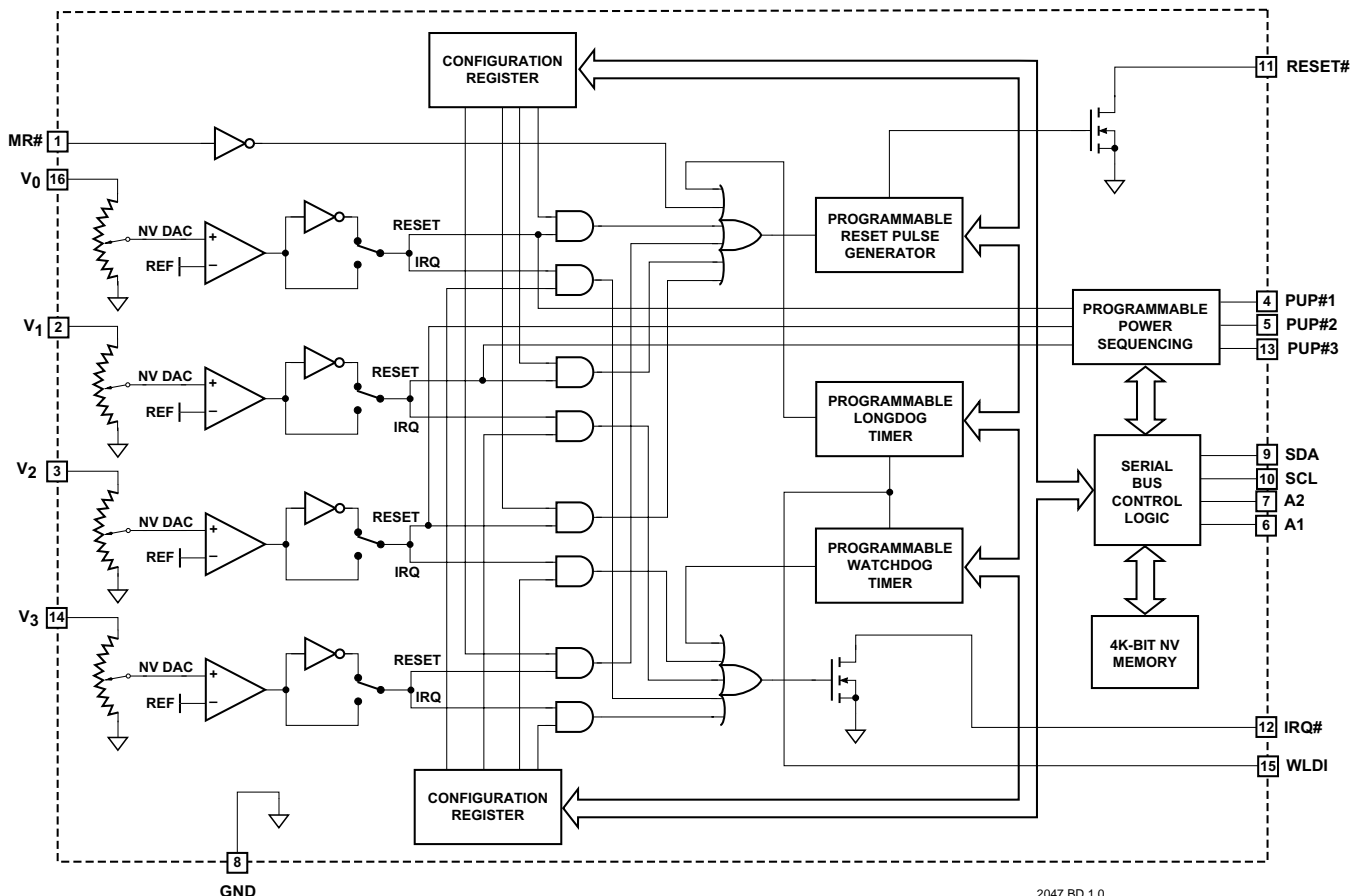 CONFIGURATION
REGISTER
11 RESET#
MR# 1
V0 16
NV DAC
+
REF
–
RESET
IRQ
PROGRAMMABLE
RESET PULSE
GENERATOR
PROGRAMMABLE
POWER
SEQUENCING
4 PUP#1
5 PUP#2
13 PUP#3
V1 2
NV DAC
+
REF
–
RESET
IRQ
PROGRAMMABLE
LONGDOG
TIMER
SERIAL
BUS
CONTROL
LOGIC
9 SDA
10 SCL
7 A2
6 A1
V2 3
NV DAC
+
REF
–
RESET
IRQ
PROGRAMMABLE
WATCHDOG
TIMER
4K-BIT NV
MEMORY
V3 14
NV DAC
+
REF
–
RESET
IRQ
12 IRQ#
15 WLDI
CONFIGURATION
REGISTER
8
GND
2047 BD 1.0